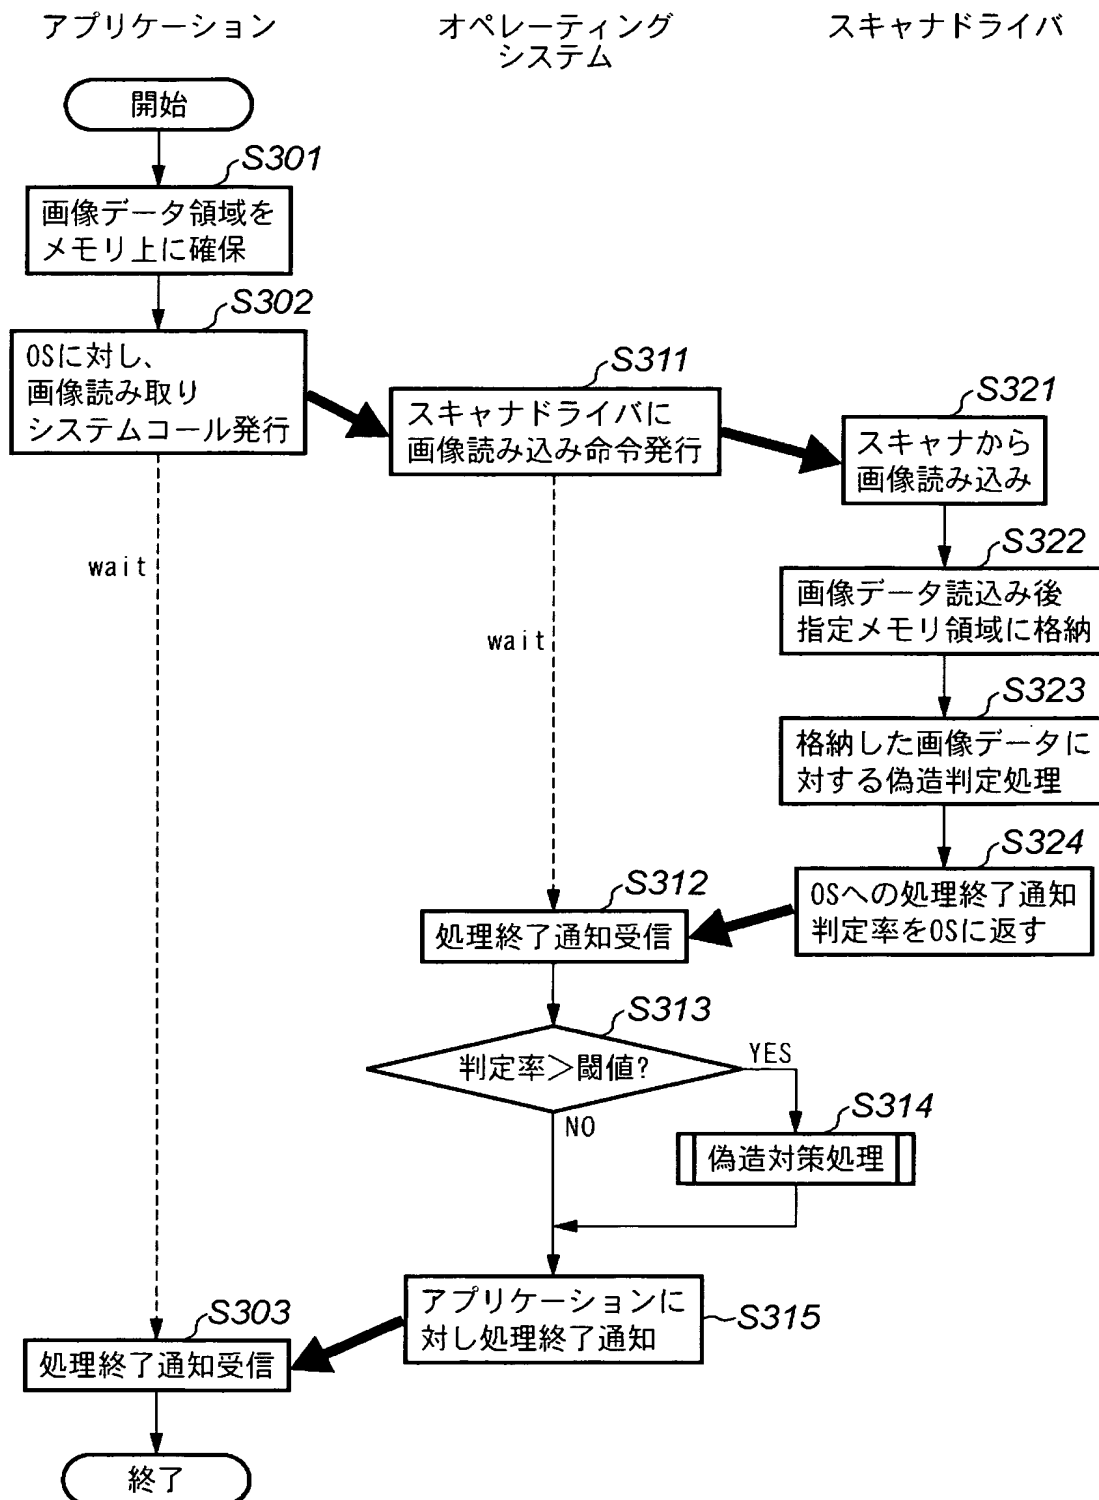 アプリケーション
オペレーティング
システム
スキャナドライバ
開始
S301
画像データ領域を
メモリ上に確保
S302
OSに対し、
画像読み取り
システムコール発行
S311
スキャナドライバに
画像読み込み命令発行
S321
スキャナから
画像読み込み
wait
wait
S322
画像データ読込み後
指定メモリ領域に格納
S323
格納した画像データに
対する偽造判定処理
S324
OSへの処理終了通知
判定率をOSに返す
S312
処理終了通知受信
S313
判定率＞閾値?
YES
NO
S314
偽造対策処理
S315
アプリケーションに
対し処理終了通知
S303
処理終了通知受信
終了